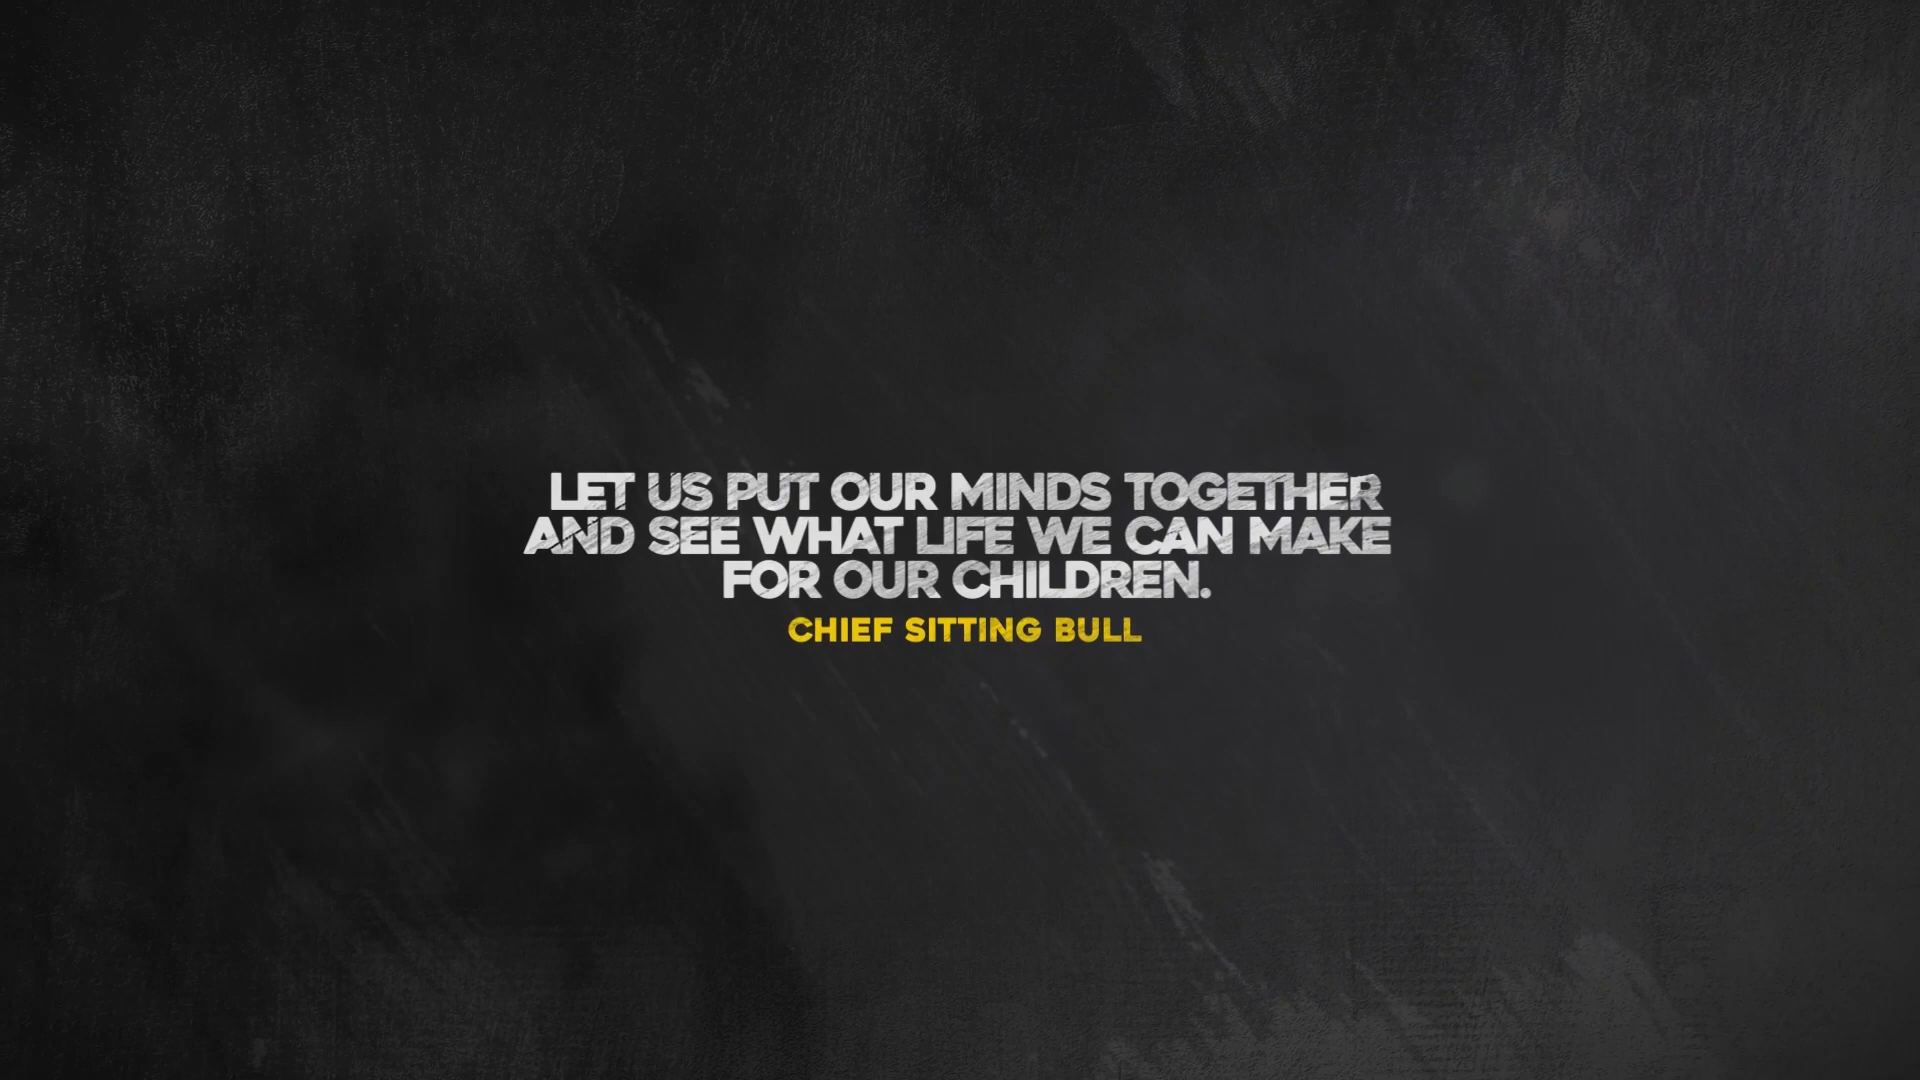 LET US PUT OUR MINDS TOGETHER
AND SEE WHAT LIFE WE CAN MAKE
FOR OUR CHILDREN.
CHIEF SITTING BULL